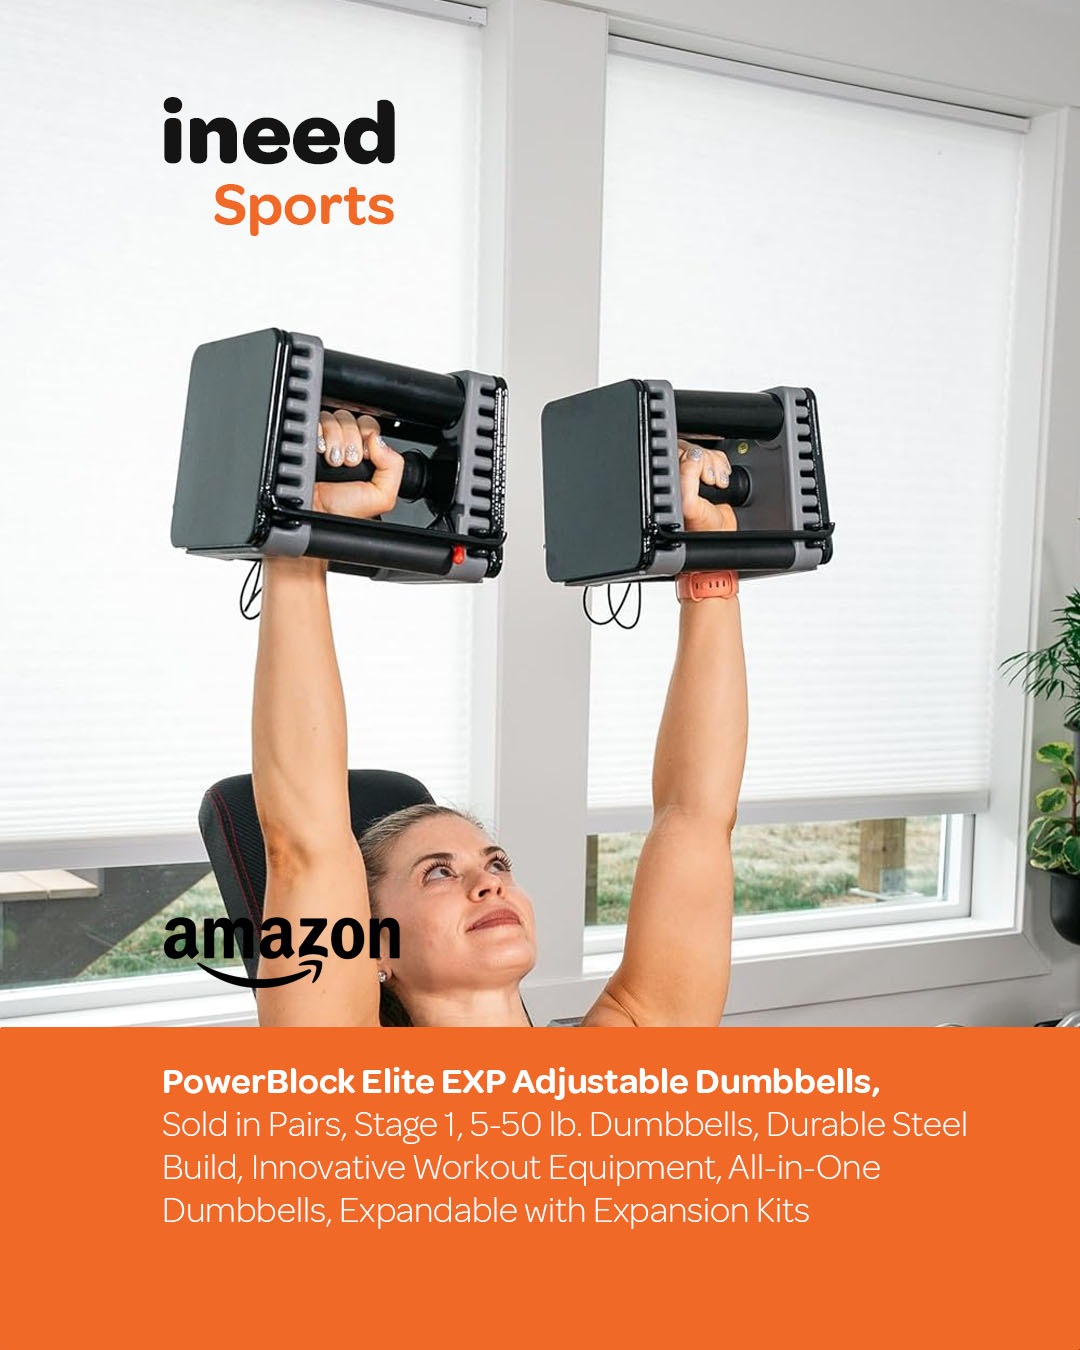 ineed
Sports
amazon
PowerBlock Elite EXP Adjustable Dumbbells,
Sold in Pairs, Stage 1, 5-50 lb. Dumbbells, Durable Steel
Build, Innovative Workout Equipment, All-in-One
Dumbbells, Expandable with Expansion Kits